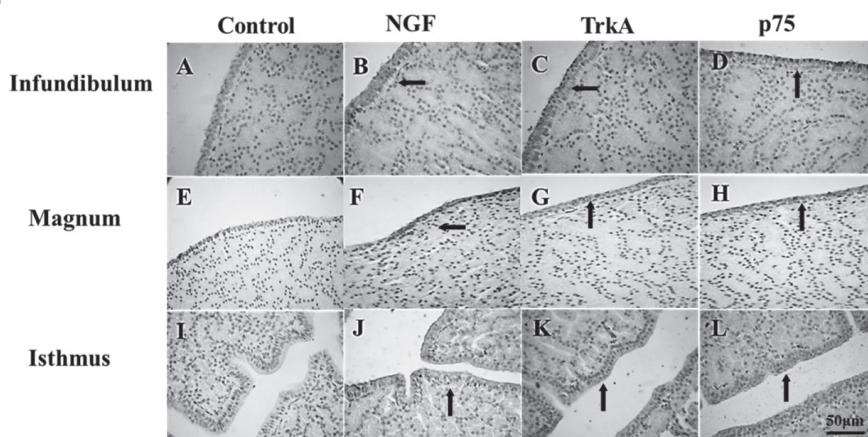 Control NGF TrkA p75
Infundibulum
A B C D
Magnum
E F G H
Isthmus
I J K L
50µm